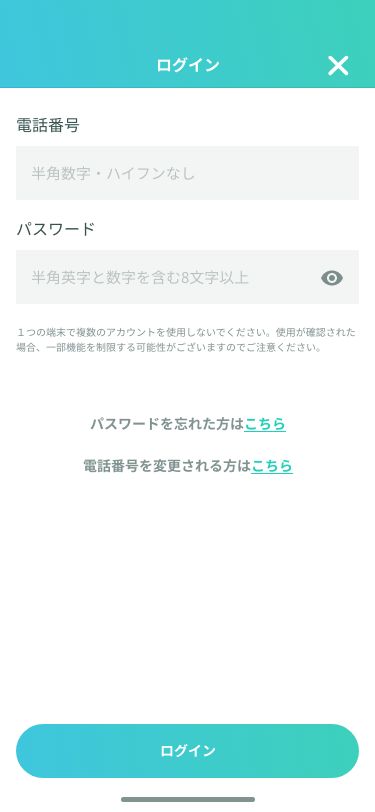 ログイン
電話番号
半角数字・ハイフンなし
パスワード
半角英字と数字を含む8文字以上
１つの端末で複数のアカウントを使用しないでください。使用が確認された
場合、一部機能を制限する可能性がございますのでご注意ください。
パスワードを忘れた方はこちら
電話番号を変更される方はこちら
ログイン